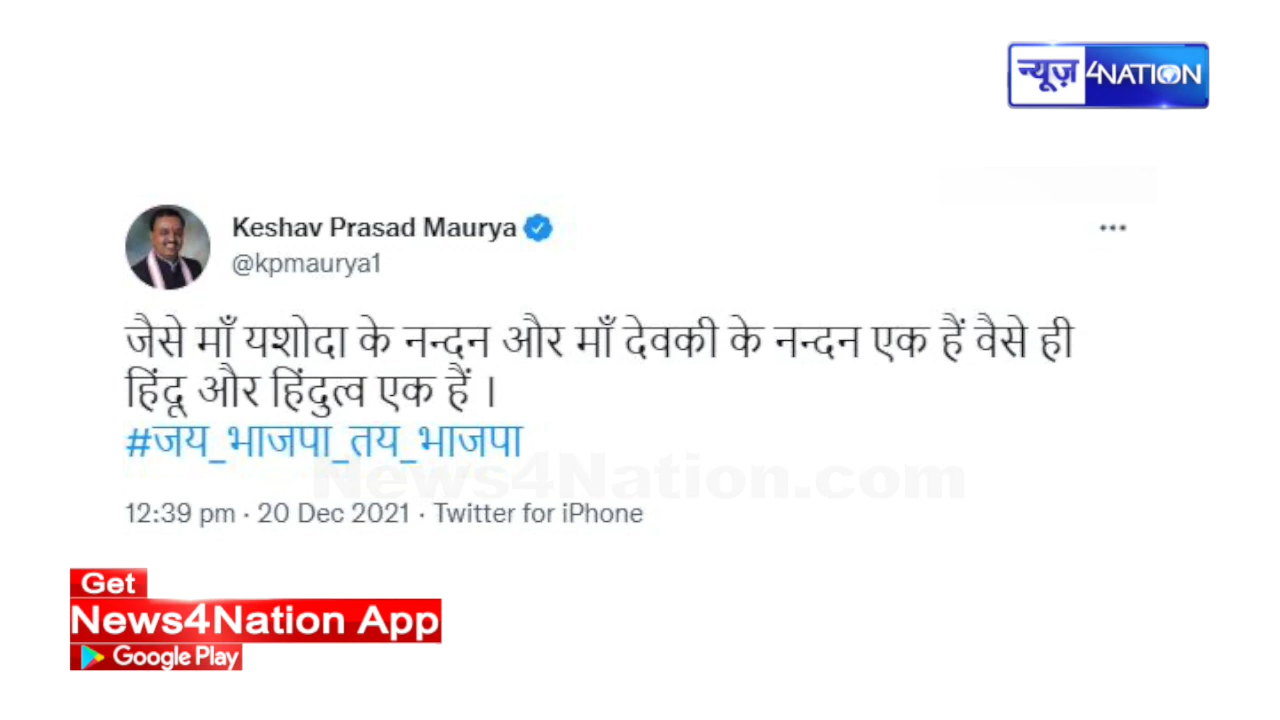 न्यूज़ 4NATION
Keshav Prasad Maurya
@kpmaurya1
जैसे माँ यशोदा के नन्दन और माँ देवकी के नन्दन एक हैं वैसे ही
हिंदू और हिंदुत्व एक हैं ।
#जय_भाजपा_तय_भाजपा
News4Nation.com
12:39 pm · 20 Dec 2021 · Twitter for iPhone
Get
News4Nation App
Google Play